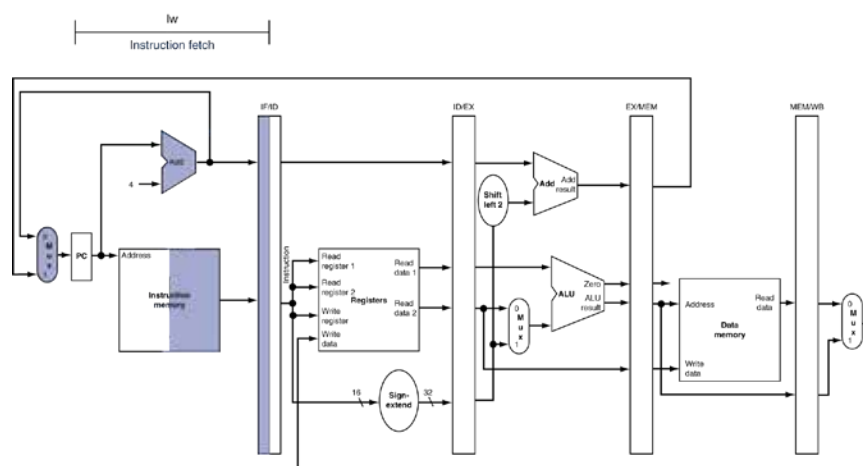 lw
Instruction fetch
IF/ID
ID/EX
EX/MEM
MEM/WB
Add
4
Shift
left 2
Add
Add
result
0
M
u
x
1
PC
Address
Instruction
memory
Instruction
Read
register 1
Read
register 2
Write
register
Write
data
Registers
Read
data 1
Read
data 2
0
M
u
x
1
Zero
ALU
ALU
result
Address
Write
data
Data
memory
Read
data
0
M
u
x
1
16
Sign-
extend
32